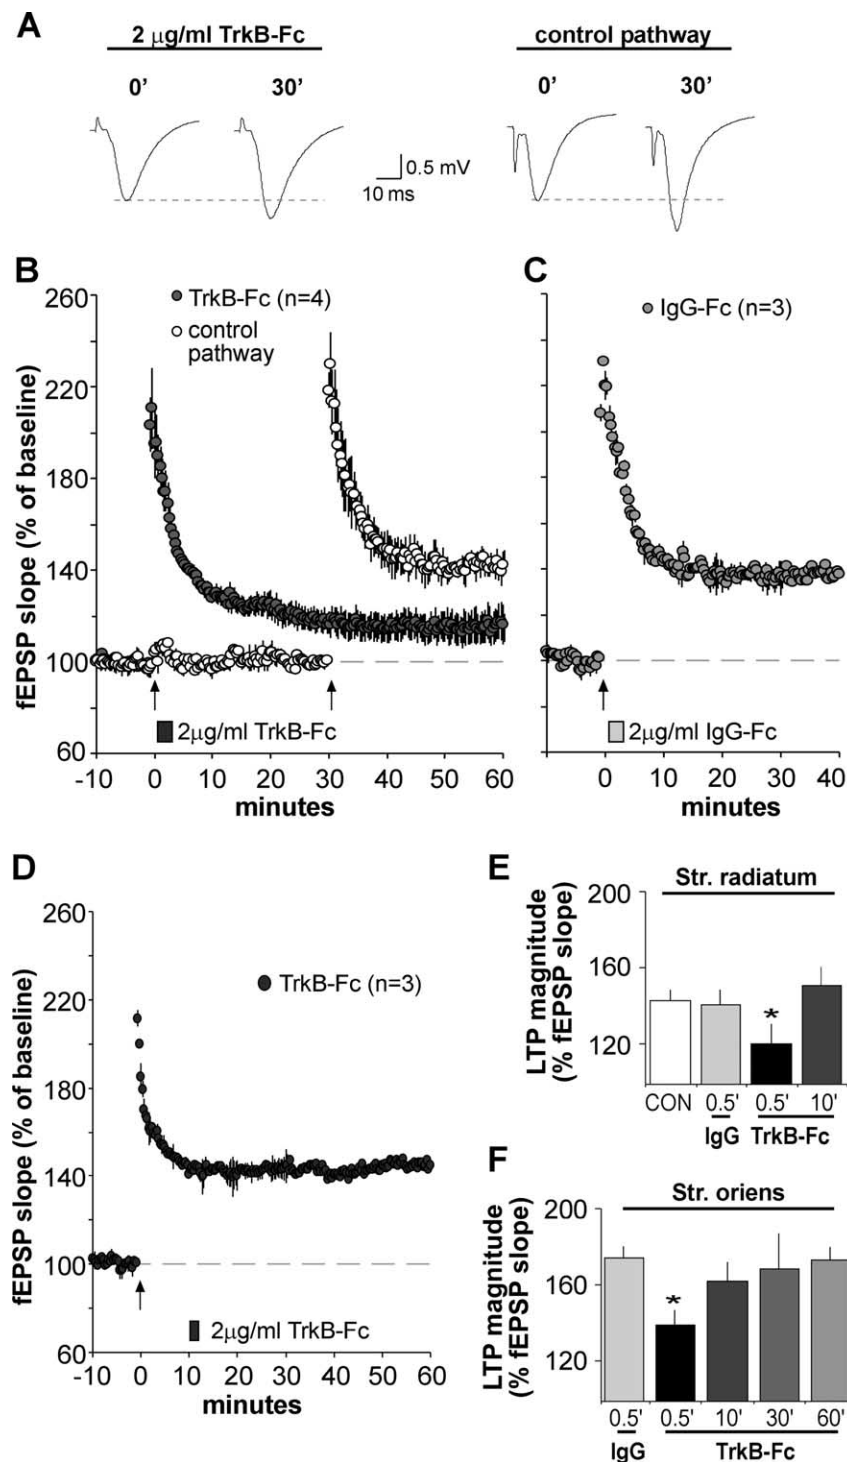 A
2 μg/ml TrkB-Fc
control pathway
0' 30'
0' 30'
0.5 mV
10 ms
B
fEPSP slope (% of baseline)
260
220
180
140
100
60
TrkB-Fc (n=4)
control
pathway
2μg/ml TrkB-Fc
-10 0 10 20 30 40 50 60
minutes
C
IgG-Fc (n=3)
2μg/ml IgG-Fc
0 10 20 30 40
minutes
D
fEPSP slope (% of baseline)
260
220
180
140
100
60
TrkB-Fc (n=3)
2μg/ml TrkB-Fc
-10 0 10 20 30 40 50 60
minutes
E
Str. radiatum
LTP magnitude
(% fEPSP slope)
200
160
120
*
CON 0.5' 0.5' 10'
IgG TrkB-Fc
F
Str. oriens
LTP magnitude
(% fEPSP slope)
200
160
120
*
0.5' 0.5' 10' 30' 60'
IgG TrkB-Fc